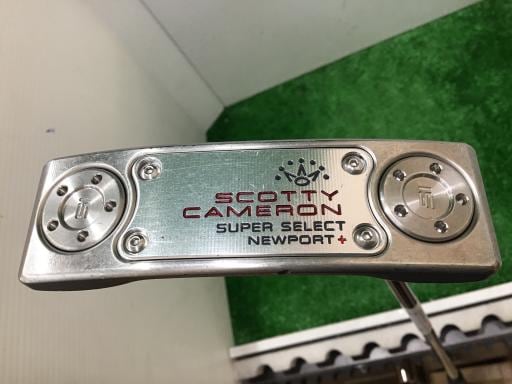 SCOTTY
CAMERON
SUPER SELECT
NEWPORT +